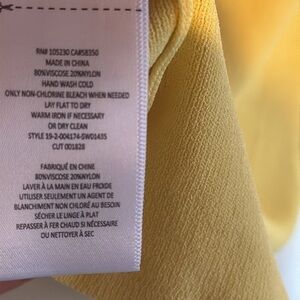 RN# 105230 CA#58350
MADE IN CHINA
80%VISCOSE 20%NYLON
HAND WASH COLD
ONLY NON-CHLORINE BLEACH WHEN NEEDED
LAY FLAT TO DRY
WARM IRON IF NECESSARY
OR DRY CLEAN
STYLE 19-2-004174-SW01435
CUT 001828
FABRIQUÉ EN CHINE
80%VISCOSE 20%NYLON
LAVER À LA MAIN EN EAU FROIDE
UTILISER SEULEMENT UN AGENT DE
BLANCHIMENT NON CHLORÉ AU BESOIN
SÉCHER LE LINGE À PLAT
REPASSER À FER CHAUD SI NÉCESSAIRE
OU NETTOYER À SEC